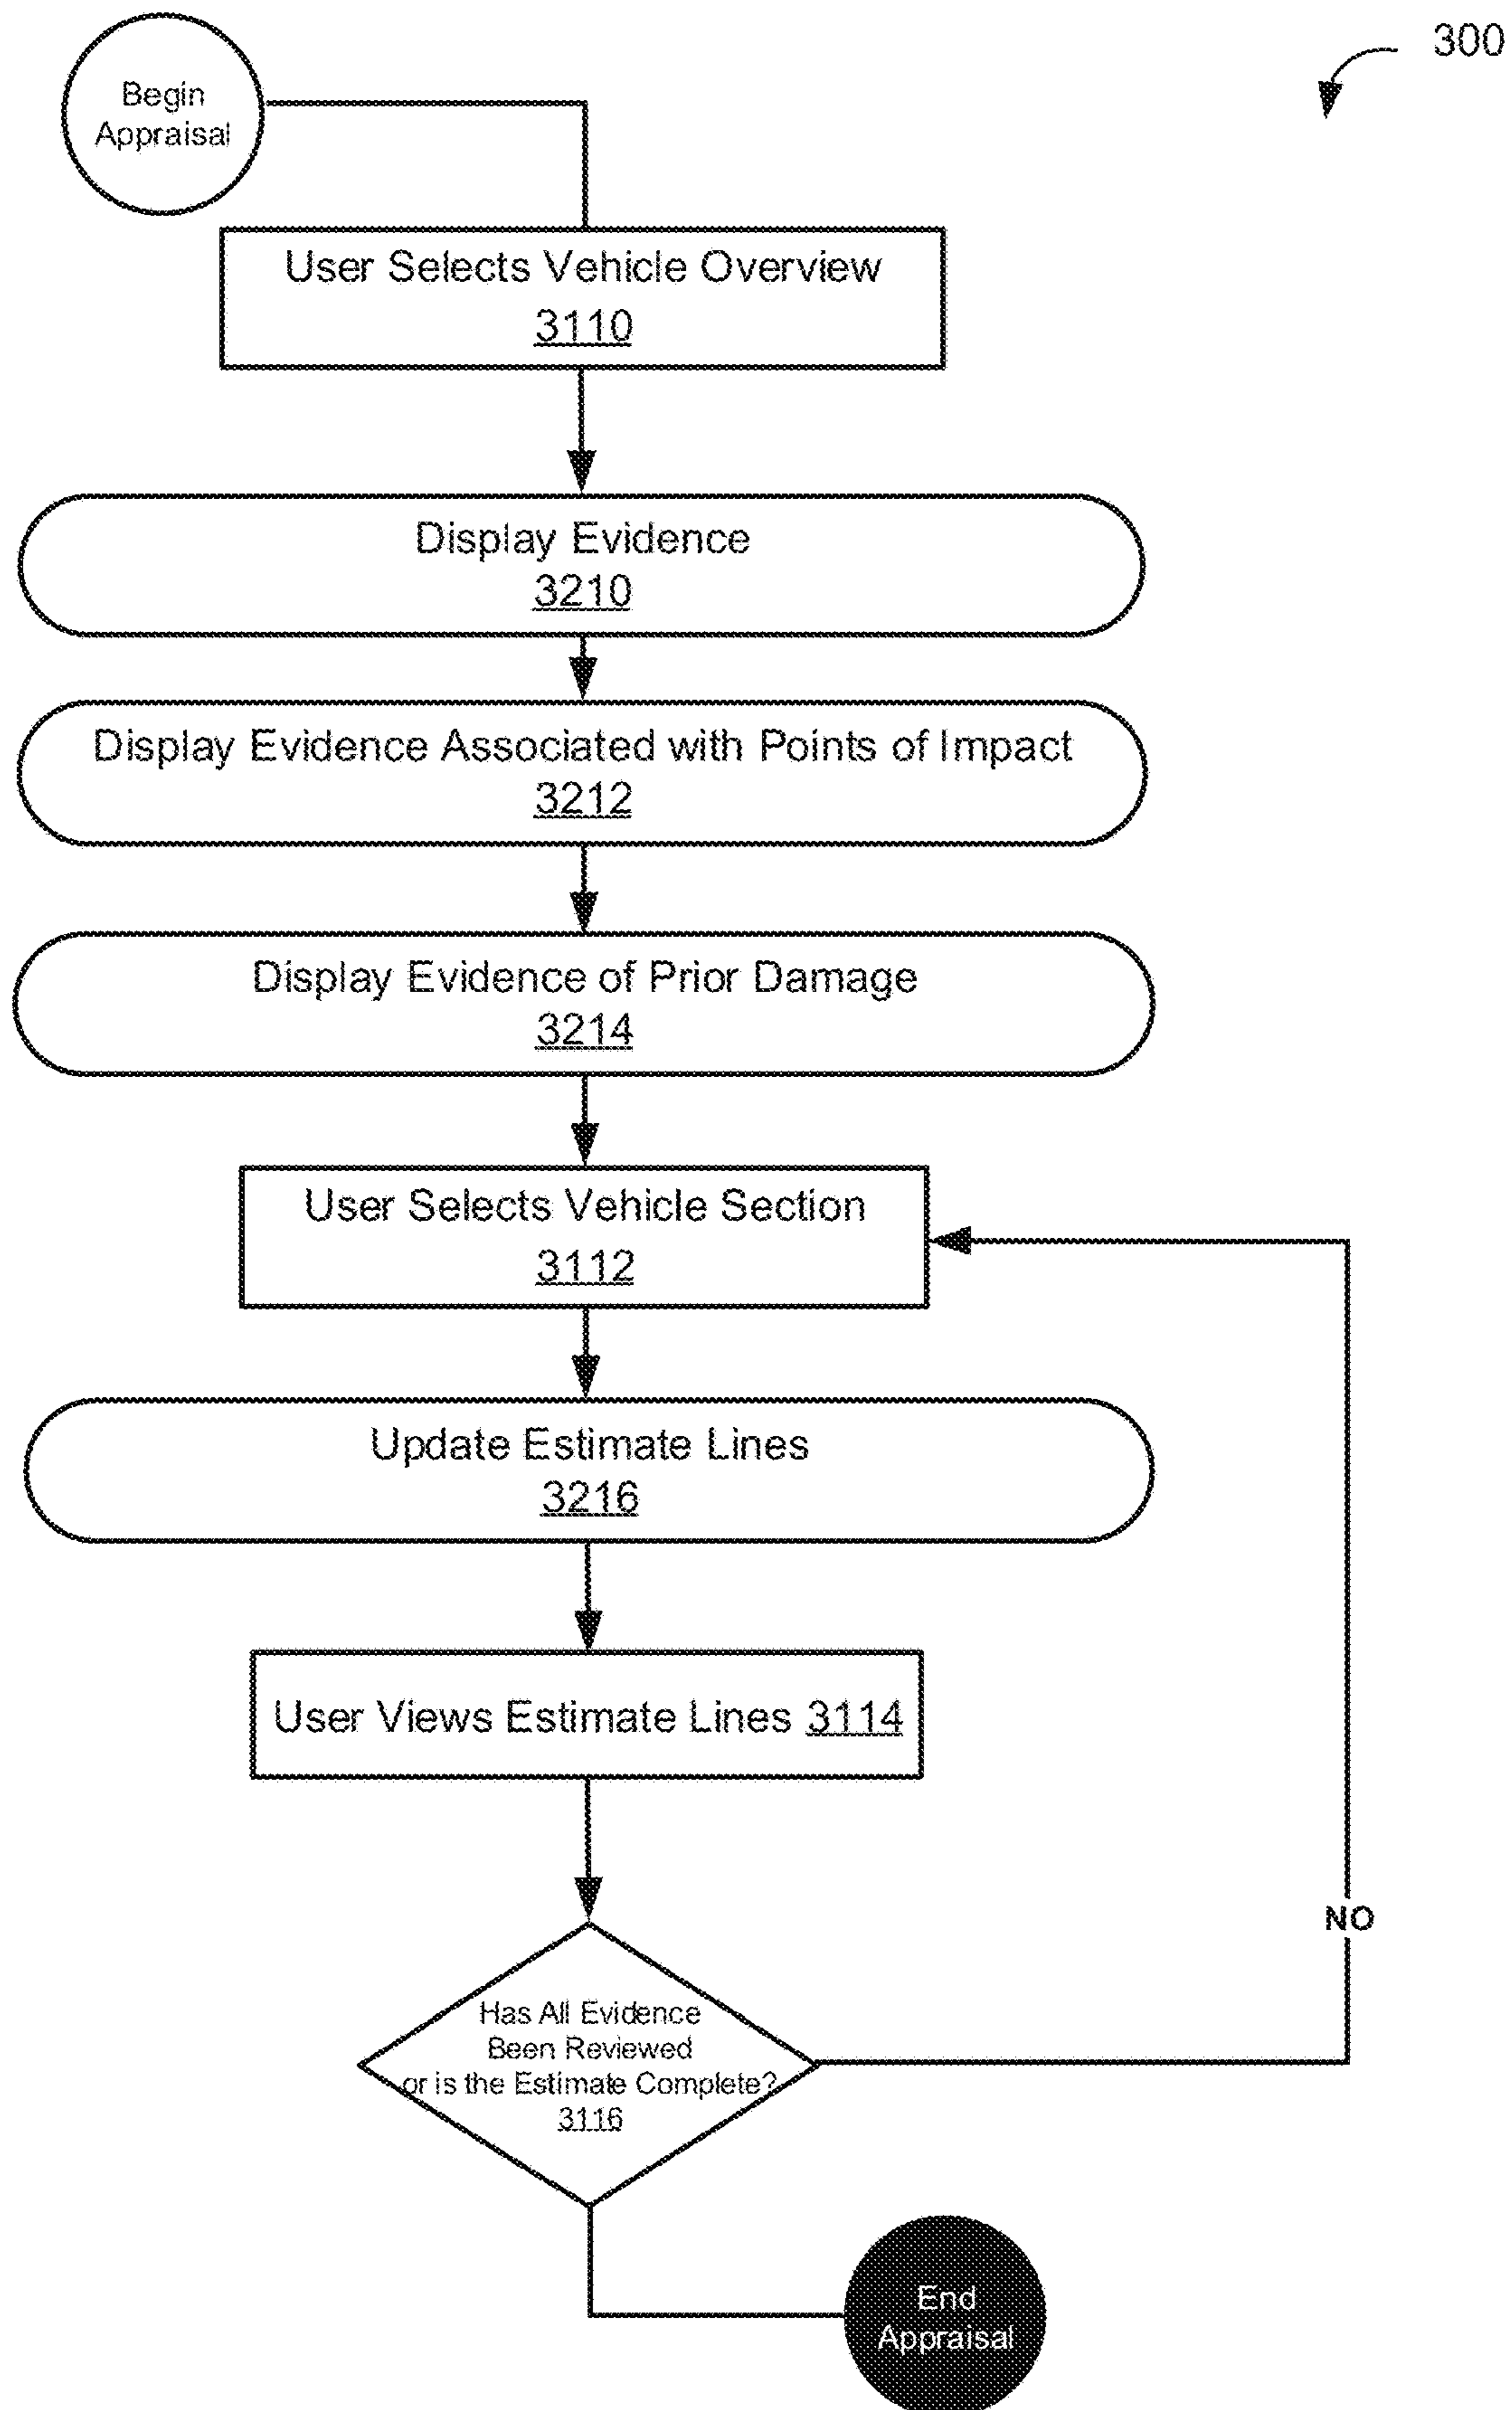 300
Begin
Appraisal
User Selects Vehicle Overview
3110
Display Evidence
3210
Display Evidence Associated with Points of Impact
3212
Display Evidence of Prior Damage
3214
User Selects Vehicle Section
3112
Update Estimate Lines
3216
User Views Estimate Lines 3114
NO
Has All Evidence
Been Reviewed
or is the Estimate Complete?
3116
End
Appraisal